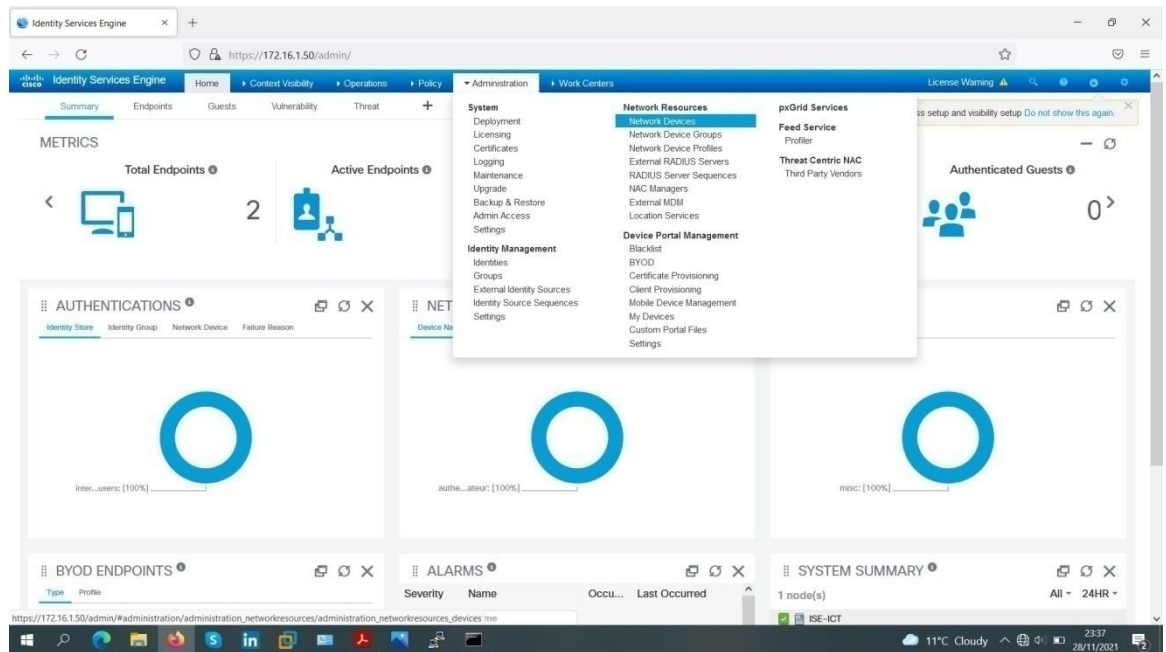 Identity Services Engine
https://172.16.1.50/admin/
cisco Identity Services Engine Home Context Visibility Operations Policy Administration Work Centers License Warning
Summary Endpoints Guests Vulnerability Threat
ss setup and visibility setup Do not show this again.
METRICS
Total Endpoints
2
Active Endpoints
Authenticated Guests
0
System
Deployment
Licensing
Certificates
Logging
Maintenance
Upgrade
Backup & Restore
Admin Access
Settings
Identity Management
Identities
Groups
External Identity Sources
Identity Source Sequences
Settings
Network Resources
Network Devices
Network Device Groups
Network Device Profiles
External RADIUS Servers
RADIUS Server Sequences
NAC Managers
External MDM
Location Services
Device Portal Management
Blacklist
BYOD
Certificate Provisioning
Client Provisioning
Mobile Device Management
My Devices
Custom Portal Files
Settings
pxGrid Services
Feed Service
Profiler
Threat Centric NAC
Third Party Vendors
AUTHENTICATIONS
Identity Store Identity Group Network Device Failure Reason
inter...users: [100%]
NET
Device Na
authe...ateur: [100%]
misc: [100%]
BYOD ENDPOINTS
Type Profile
ALARMS
Severity Name Occu... Last Occurred
me
SYSTEM SUMMARY
1 node(s) All 24HR
ISE-ICT
https://172.16.1.50/admin/#administration/administration_networkresources/administration_networkresources_devices
11°C Cloudy
23:37
28/11/2021
2